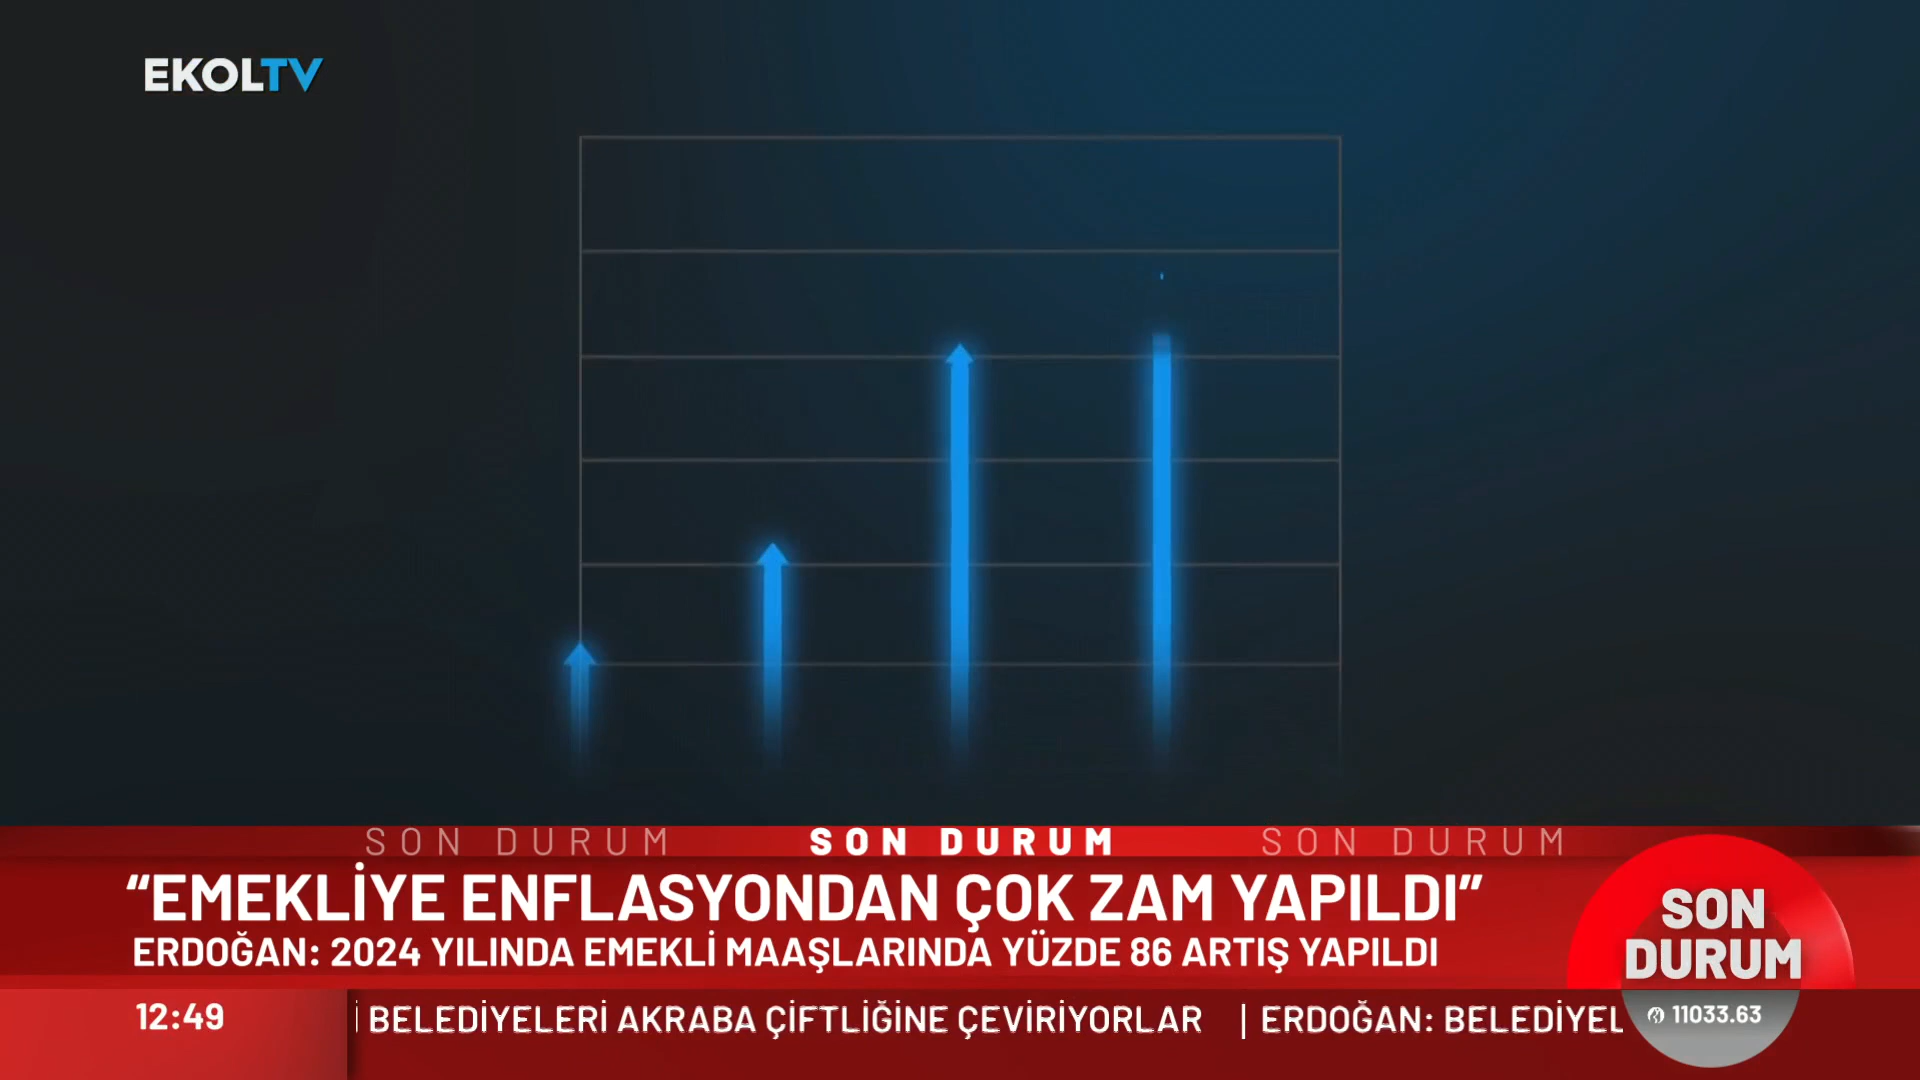 EKOLTV
SON DURUM SON DURUM SON DURUM
“EMEKLİYE ENFLASYONDAN ÇOK ZAM YAPILDI”
ERDOĞAN: 2024 YILINDA EMEKLİ MAAŞLARINDA YÜZDE 86 ARTIŞ YAPILDI
SON
DURUM
12:49
İ BELEDİYELERİ AKRABA ÇİFTLİĞİNE ÇEVİRİYORLAR | ERDOĞAN: BELEDİYEL
11033.63